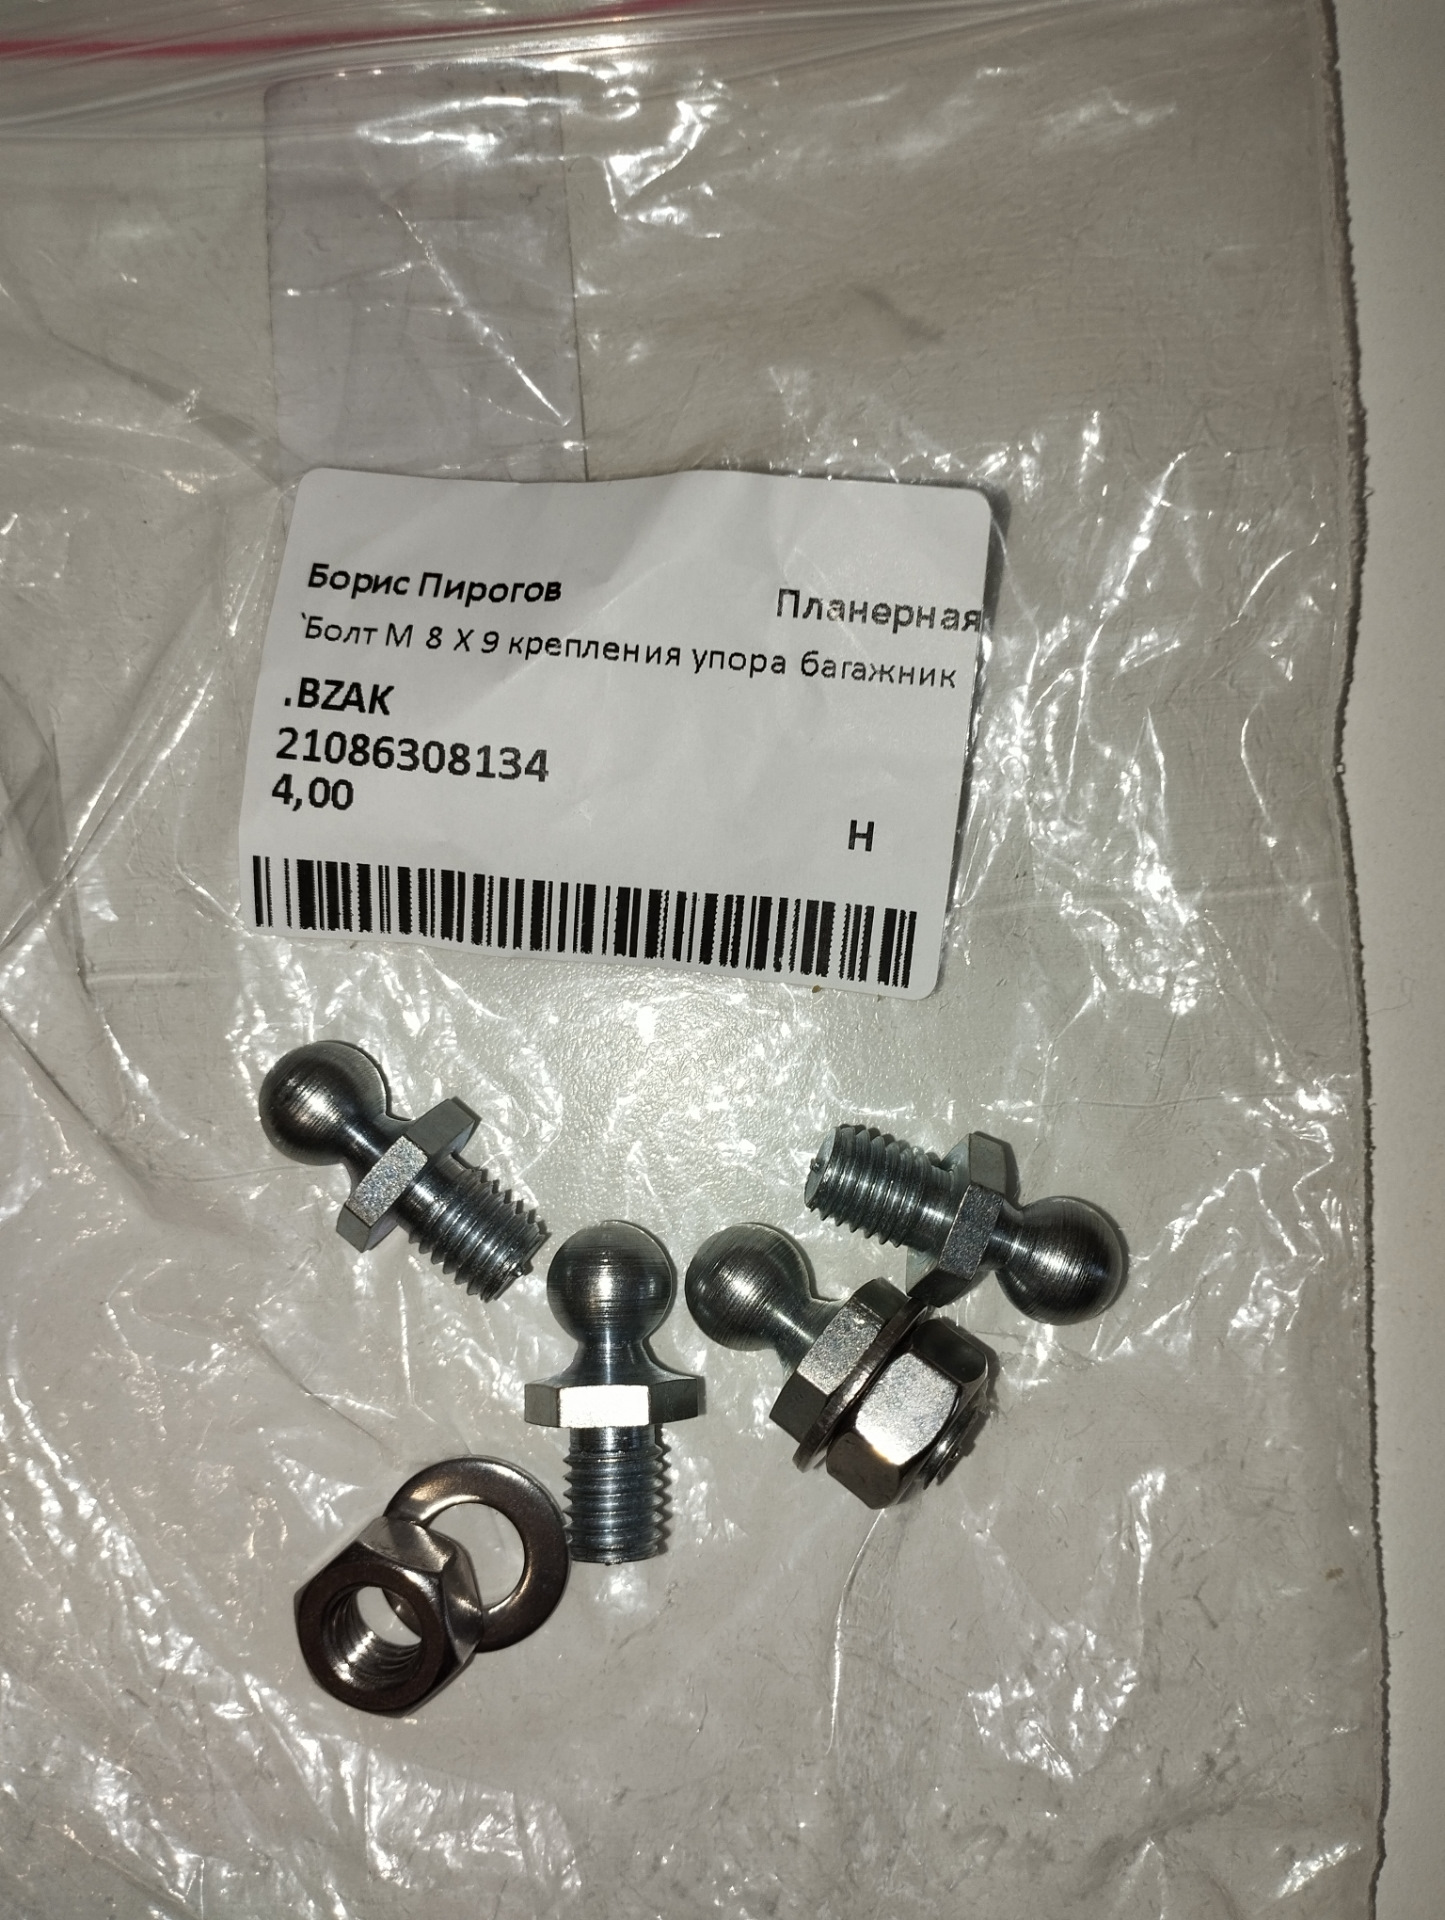 Борис Пирогов
Планерная
`Болт М 8 Х 9 крепления упора багажник
.BZAK
21086308134
4,00
Н